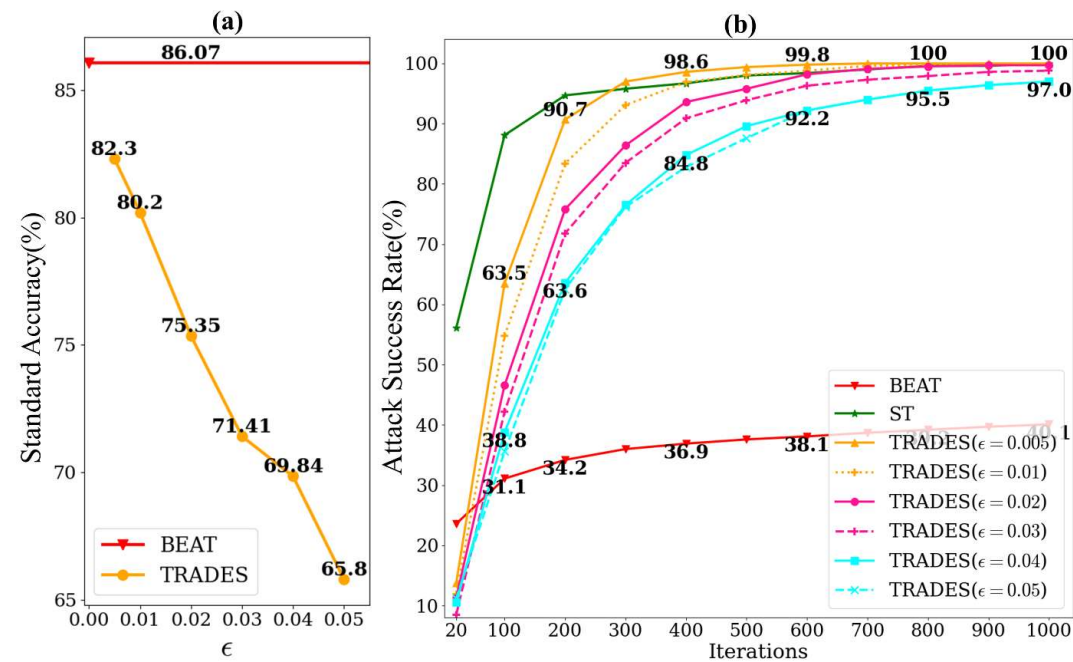 (a)
86.07
85
82.3
80.2
80
75.35
75
71.41
70
69.84
65.8
65
Standard Accuracy(%)
BEAT
TRADES
0.00 0.01 0.02 0.03 0.04 0.05
ϵ
(b)
100
90
80
70
60
50
40
30
20
10
Attack Success Rate(%)
98.6
99.8
100
100
90.7
97.0
95.5
92.2
84.8
63.5
63.6
38.8
31.1
34.2
36.9
38.1
40.1
BEAT
ST
TRADES(ϵ = 0.005)
TRADES(ϵ = 0.01)
TRADES(ϵ = 0.02)
TRADES(ϵ = 0.03)
TRADES(ϵ = 0.04)
TRADES(ϵ = 0.05)
20 100 200 300 400 500 600 700 800 900 1000
Iterations